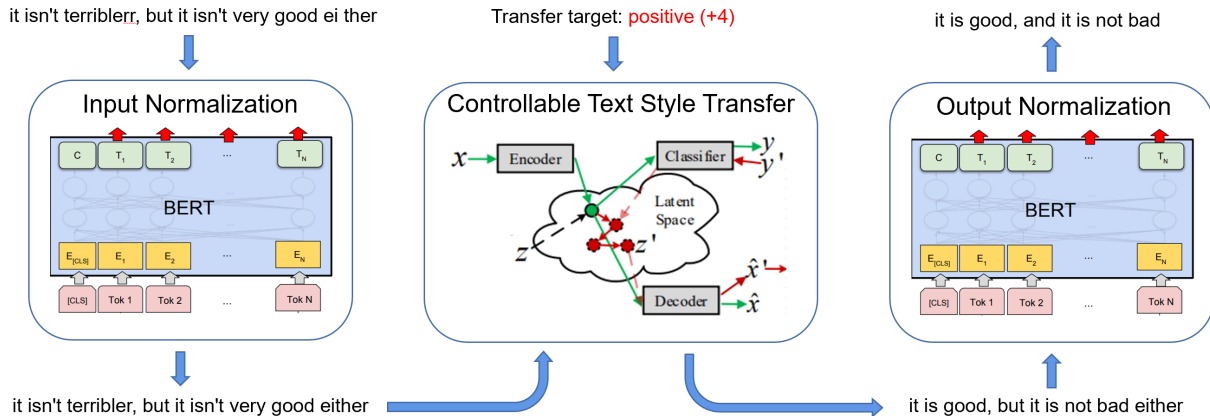 it isn't terriblerr, but it isn't very good ei ther
Transfer target: positive (+4)
it is good, and it is not bad
Input Normalization
C T1 T2 ... TN
BERT
E[CLS] E1 E2 ... EN
[CLS] Tok 1 Tok 2 ... Tok N
Controllable Text Style Transfer
x Encoder Classifier y
y'
Latent
Space
z z'
x̂'
Decoder x̂
Output Normalization
C T1 T2 ... TN
BERT
E[CLS] E1 E2 ... EN
[CLS] Tok 1 Tok 2 ... Tok N
it isn't terribler, but it isn't very good either
it is good, but it is not bad either